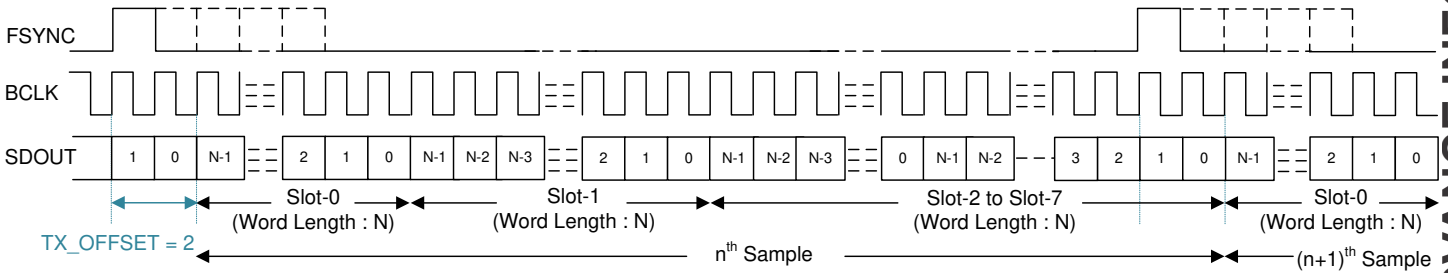 FSYNC
BCLK
SDOUT
1 0 N-1 2 1 0 N-1 N-2 N-3 2 1 0 N-1 N-2 N-3 0 N-1 N-2 3 2 1 0 N-1 2 1 0
Slot-0
(Word Length : N)
Slot-1
(Word Length : N)
Slot-2 to Slot-7
(Word Length : N)
Slot-0
(Word Length : N)
TX_OFFSET = 2
nth Sample
(n+1)th Sample